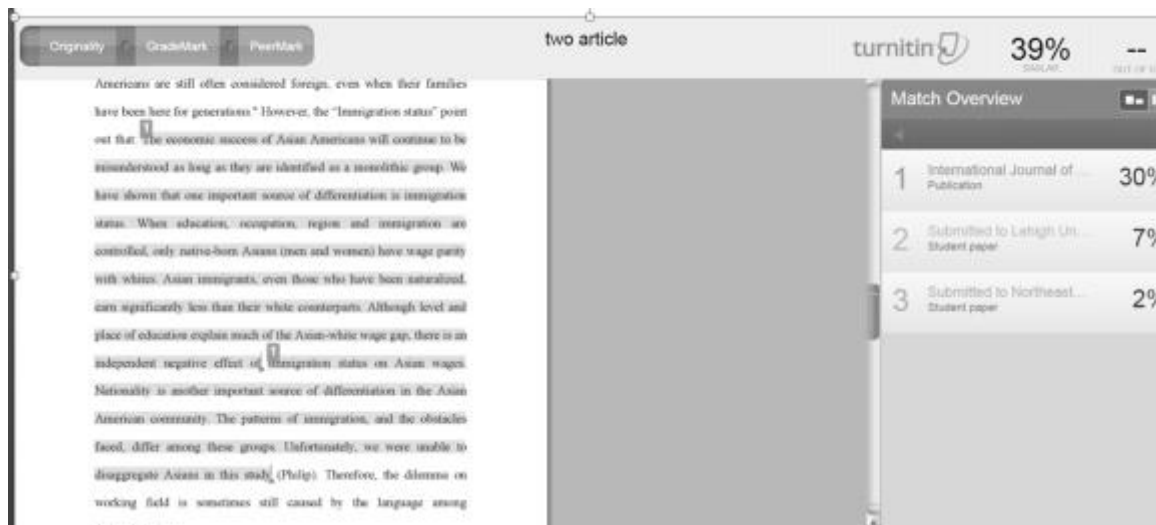 Originality GradeMark PeerMark
two article
turnitin
39%
SIMILAR
--
OUT OF
Americans are still often considered foreign, even when their families
have been here for generations." However, the "Immigration status" point
out that: The economic success of Asian Americans will continue to be
misunderstood as long as they are identified as a monolithic group. We
have shown that one important source of differentiation is immigration
status. When education, occupation, region and immigration are
controlled, only native-born Asians (men and women) have wage parity
with whites. Asian immigrants, even those who have been naturalized,
earn significantly less than their white counterparts. Although level and
place of education explain much of the Asian-white wage gap, there is an
independent negative effect of immigration status on Asian wages.
Nationality is another important source of differentiation in the Asian
American community. The patterns of immigration, and the obstacles
faced, differ among these groups. Unfortunately, we were unable to
disaggregate Asians in this study (Philip). Therefore, the dilemma on
working field is sometimes still caused by the language among
Match Overview
1 International Journal of ... 30%
Publication
2 Submitted to Lehigh Un... 7%
Student paper
3 Submitted to Northeast... 2%
Student paper